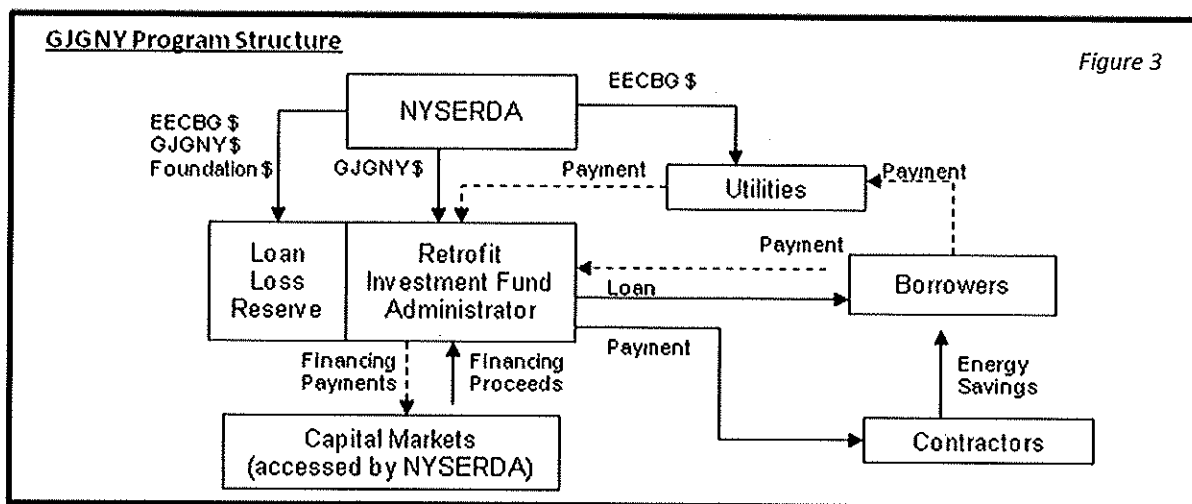 GJGNY Program Structure
Figure 3
EECBG $
NYSERDA
EECBG $
GJGNY $
Foundation $
GJGNY $
Payment
Utilities
Payment
Loan
Loss
Reserve
Retrofit
Investment Fund
Administrator
Payment
Loan
Borrowers
Payment
Financing
Payments
Financing
Proceeds
Energy
Savings
Capital Markets
(accessed by NYSERDA)
Contractors